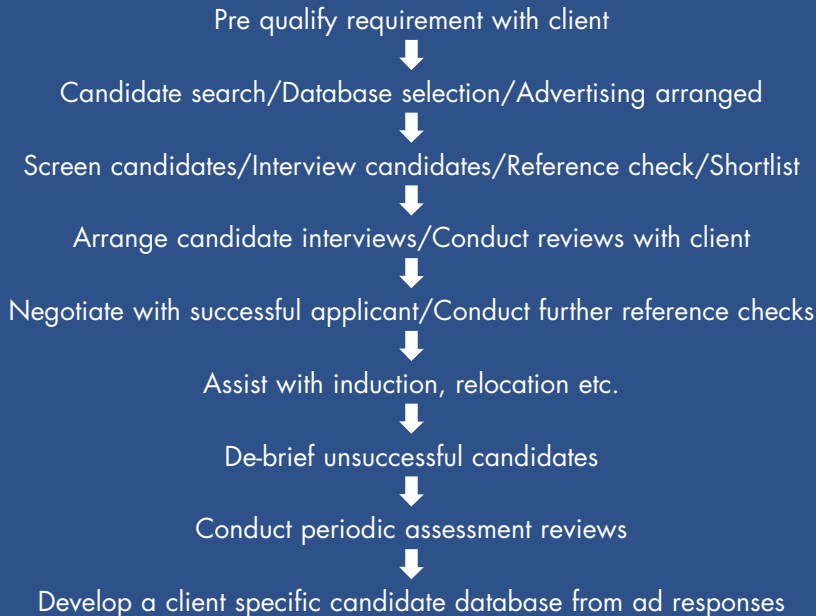 Pre qualify requirement with client
Candidate search/Database selection/Advertising arranged
Screen candidates/Interview candidates/Reference check/Shortlist
Arrange candidate interviews/Conduct reviews with client
Negotiate with successful applicant/Conduct further reference checks
Assist with induction, relocation etc.
De-brief unsuccessful candidates
Conduct periodic assessment reviews
Develop a client specific candidate database from ad responses